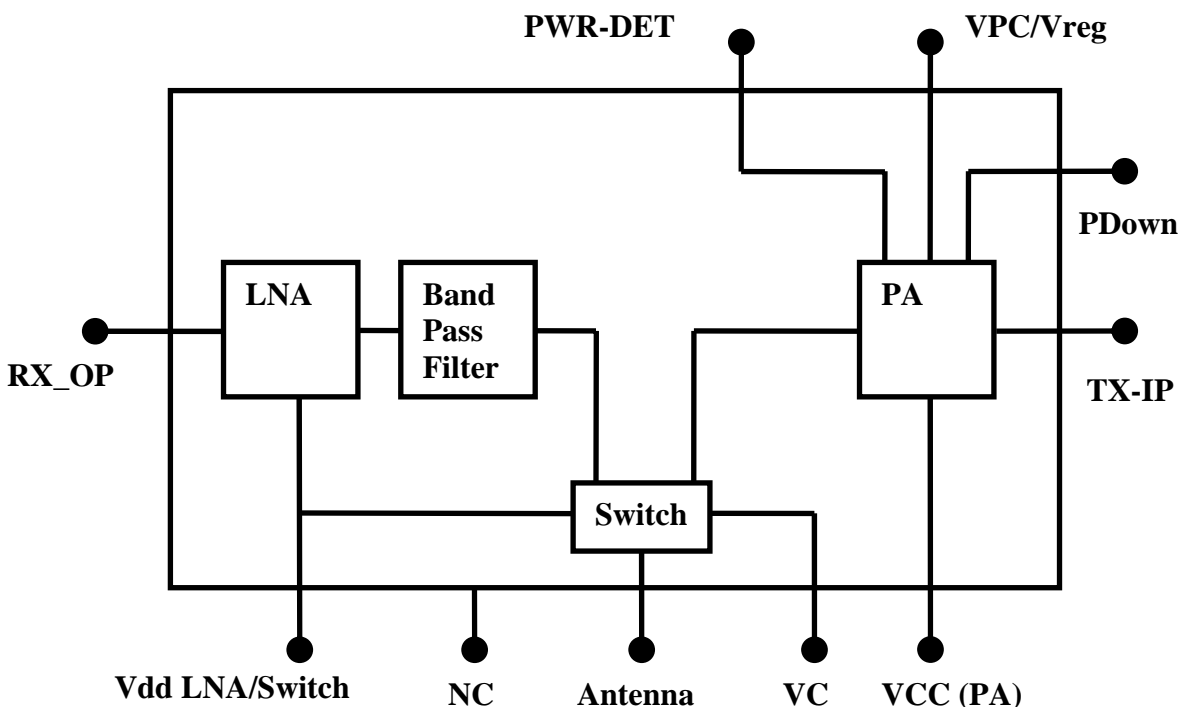 PWR-DET
VPC/Vreg
PDown
LNA
Band
Pass
Filter
PA
RX_OP
TX-IP
Switch
Vdd LNA/Switch
NC
Antenna
VC
VCC (PA)